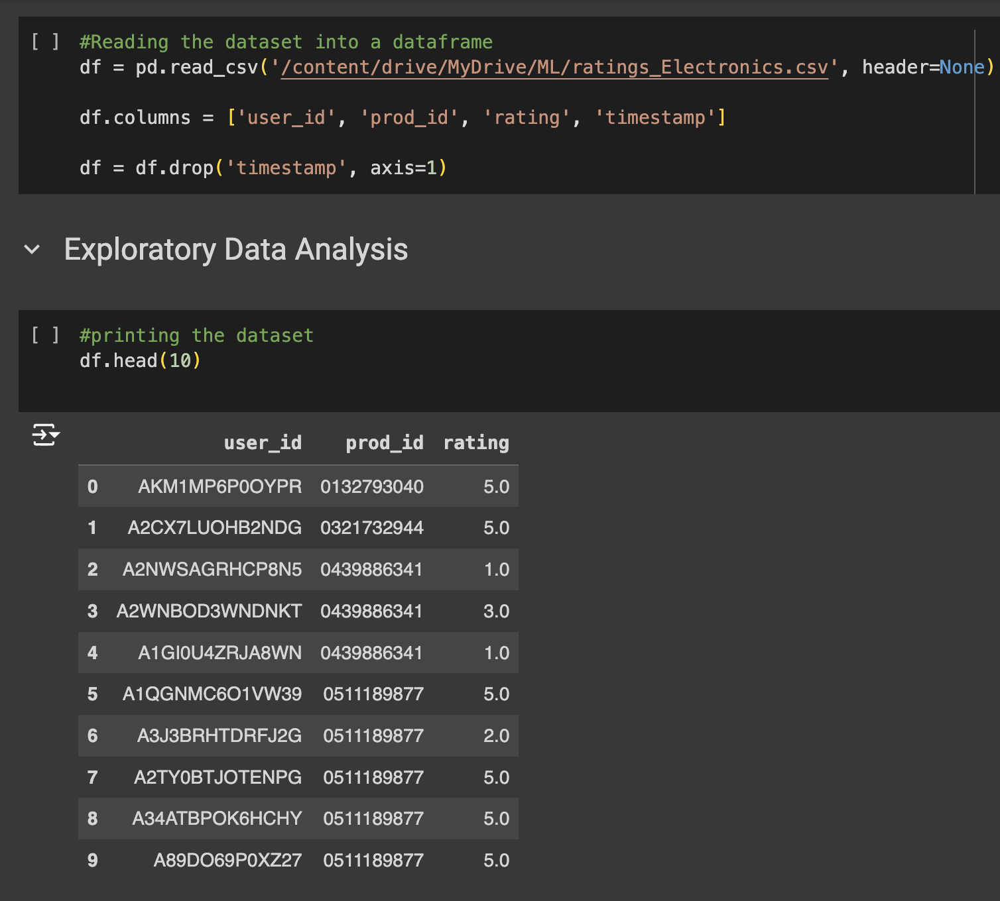 [ ] #Reading the dataset into a dataframe
df = pd.read_csv('/content/drive/MyDrive/ML/ratings_Electronics.csv', header=None)
df.columns = ['user_id', 'prod_id', 'rating', 'timestamp']
df = df.drop('timestamp', axis=1)
Exploratory Data Analysis
[ ] #printing the dataset
df.head(10)
user_id prod_id rating
0 AKM1MP6P0OYPR 0132793040 5.0
1 A2CX7LUOHB2NDG 0321732944 5.0
2 A2NWSAGRHCP8N5 0439886341 1.0
3 A2WNBOD3WNDNKT 0439886341 3.0
4 A1GI0U4ZRJA8WN 0439886341 1.0
5 A1QGNMC6O1VW39 0511189877 5.0
6 A3J3BRHTDRFJ2G 0511189877 2.0
7 A2TY0BTJOTENPG 0511189877 5.0
8 A34ATBPOK6HCHY 0511189877 5.0
9 A89DO69P0XZ27 0511189877 5.0